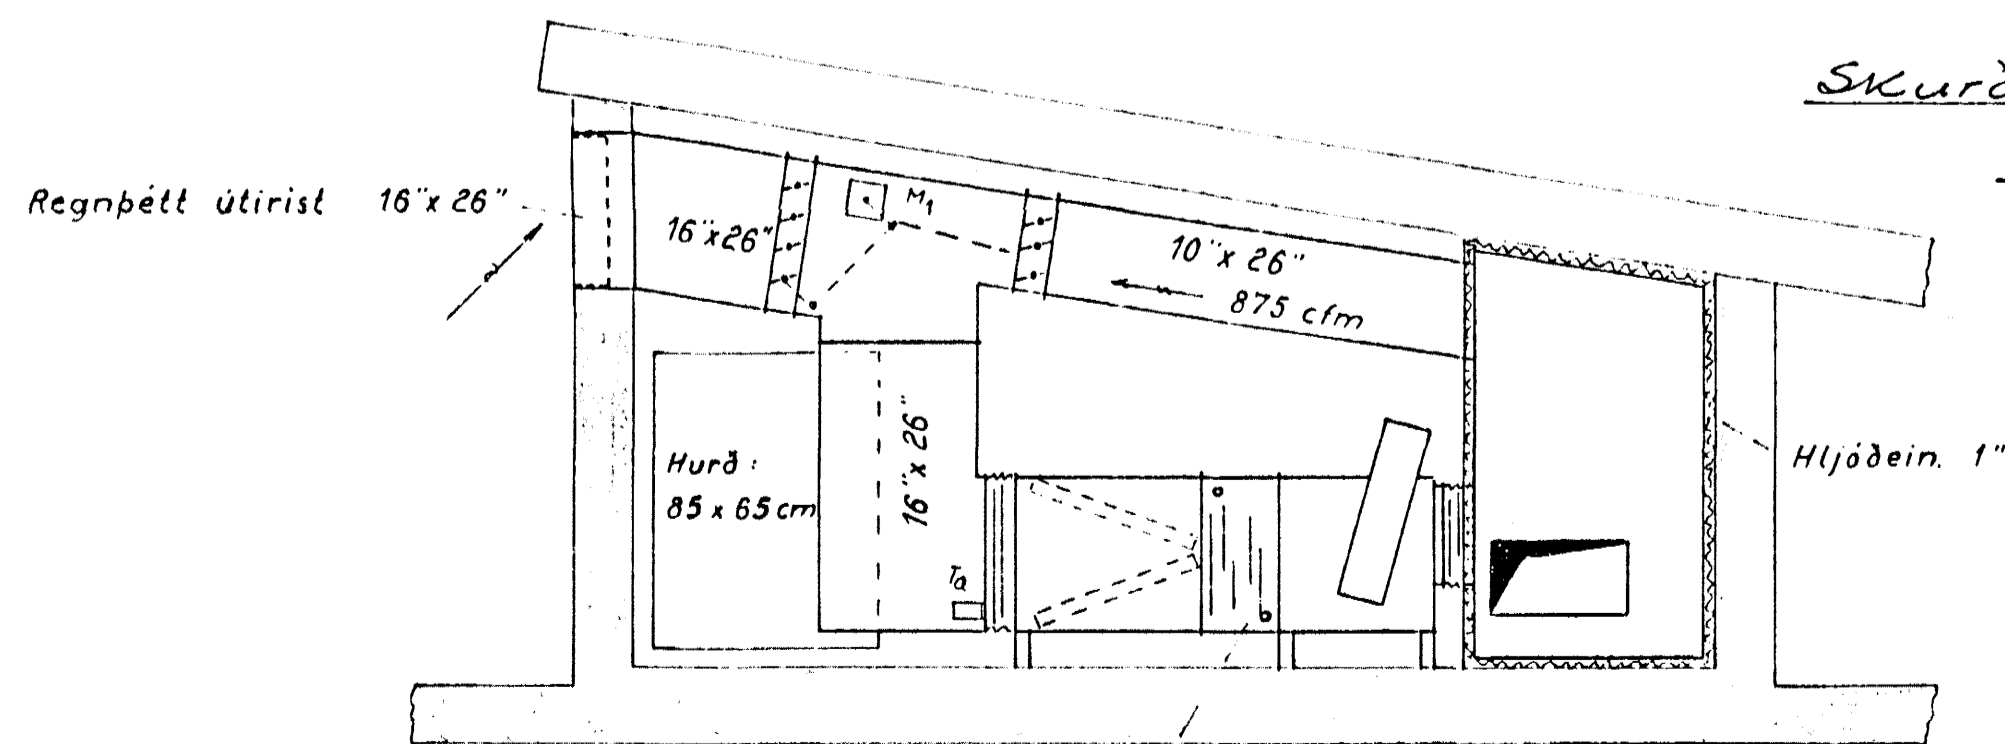 Skurð
Regnþétt útirist 16"x 26"
16"x26"
M1
10"x 26"
875 cfm
Hurð:
85 x 65 cm
16"x 26"
Ta
Hljóðein. 1"